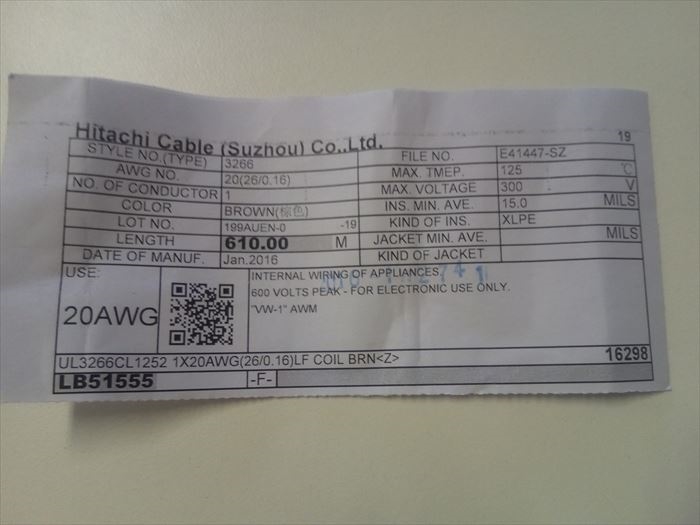 19
Hitachi Cable (Suzhou) Co.,Ltd.
STYLE NO.(TYPE) 3266 FILE NO. E41447-SZ
AWG NO. 20(26/0.16) MAX. TMEP. 125 ℃
NO. OF CONDUCTOR 1 MAX. VOLTAGE 300 V
COLOR BROWN(棕色) INS. MIN. AVE. 15.0 MILS
LOT NO. 199AUEN-0 -19 KIND OF INS. XLPE
LENGTH 610.00 M JACKET MIN. AVE. MILS
DATE OF MANUF. Jan.2016 KIND OF JACKET
USE:
20AWG
INTERNAL WIRING OF APPLIANCES,
600 VOLTS PEAK - FOR ELECTRONIC USE ONLY.
"VW-1" AWM
UL3266CL1252 1X20AWG(26/0.16)LF COIL BRN<Z> 16298
LB51555 -F-